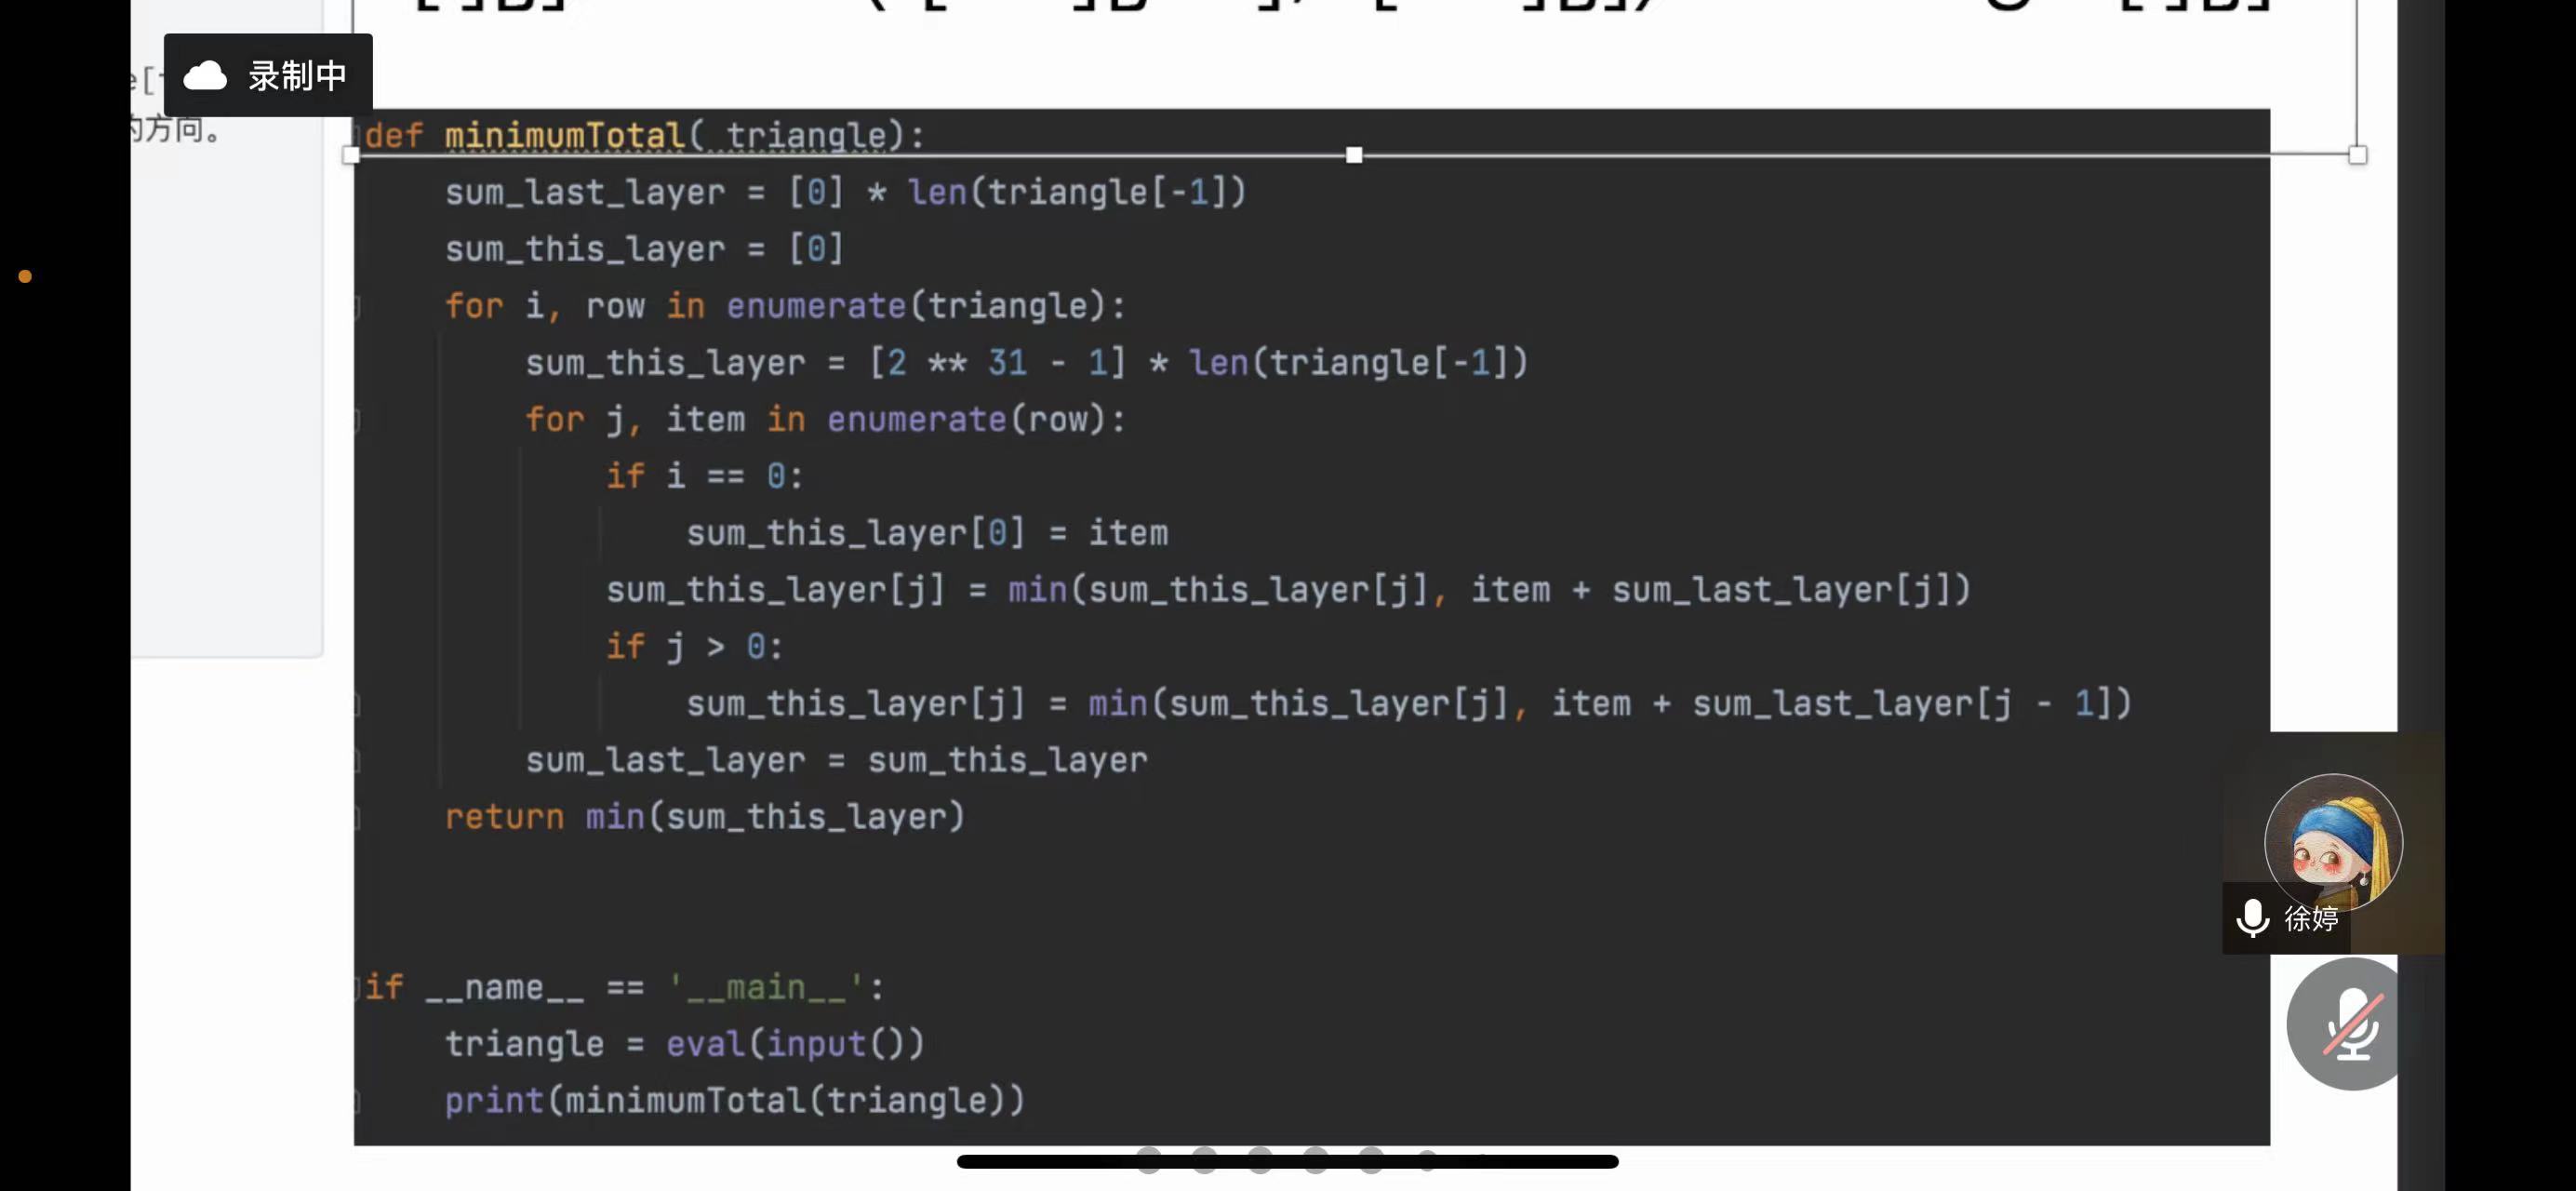 录制中
的方向。
def minimumTotal( triangle):
    sum_last_layer = [0] * len(triangle[-1])
    sum_this_layer = [0]
    for i, row in enumerate(triangle):
        sum_this_layer = [2 ** 31 - 1] * len(triangle[-1])
        for j, item in enumerate(row):
            if i == 0:
                sum_this_layer[0] = item
            sum_this_layer[j] = min(sum_this_layer[j], item + sum_last_layer[j])
            if j > 0:
                sum_this_layer[j] = min(sum_this_layer[j], item + sum_last_layer[j - 1])
        sum_last_layer = sum_this_layer
    return min(sum_this_layer)
if __name__ == '__main__':
    triangle = eval(input())
    print(minimumTotal(triangle))
徐婷